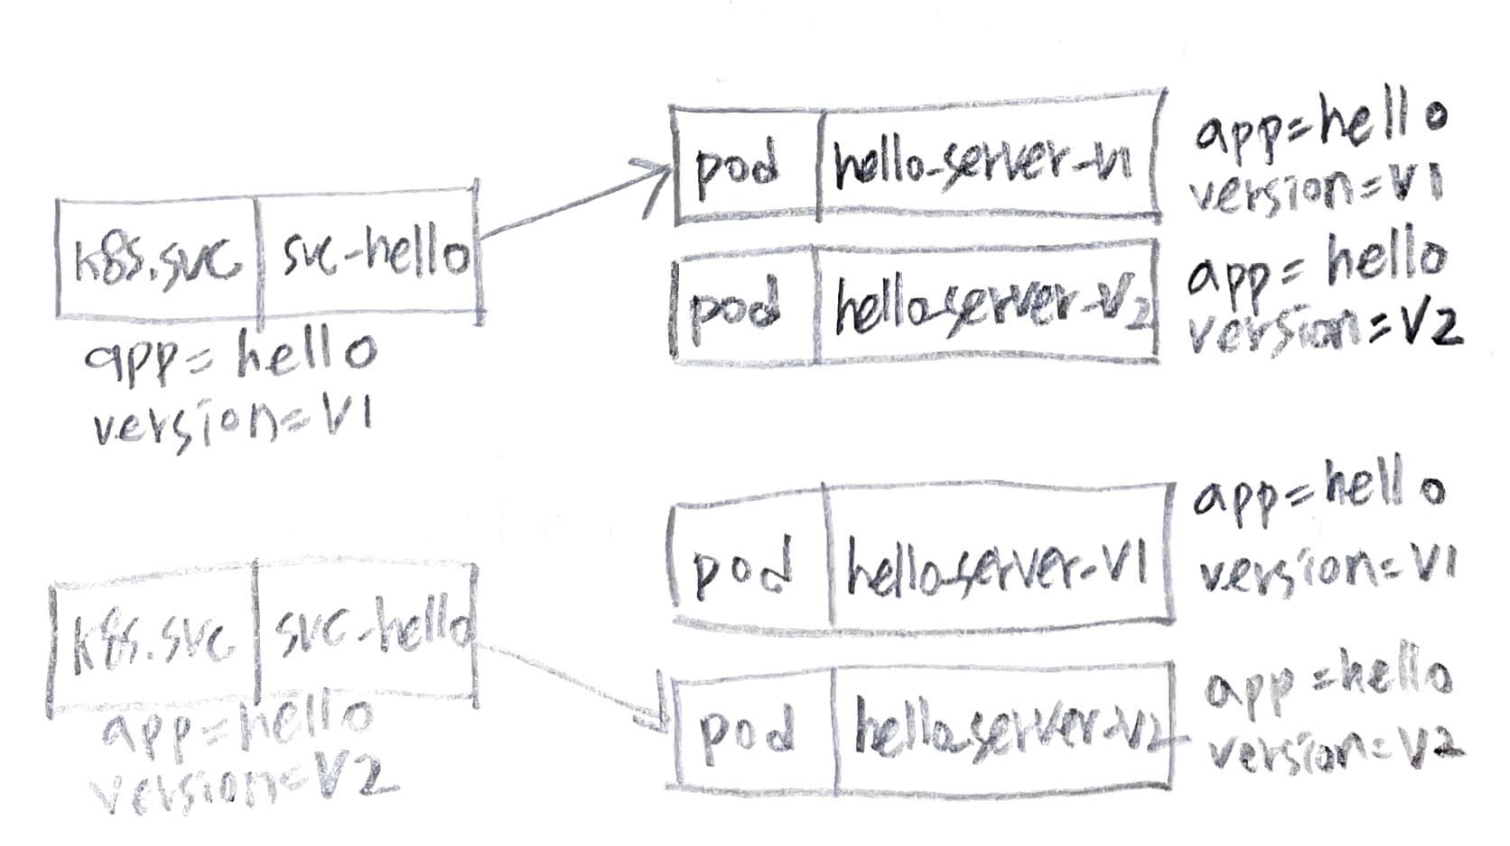 k8s.svc svc-hello
app=hello
version=v1
pod hello-server-v1
app=hello
version=v1
pod hello-server-v2
app=hello
version=v2
k8s.svc svc-hello
app=hello
version=v2
pod hello-server-v1
app=hello
version=v1
pod hello-server-v2
app=hello
version=v2